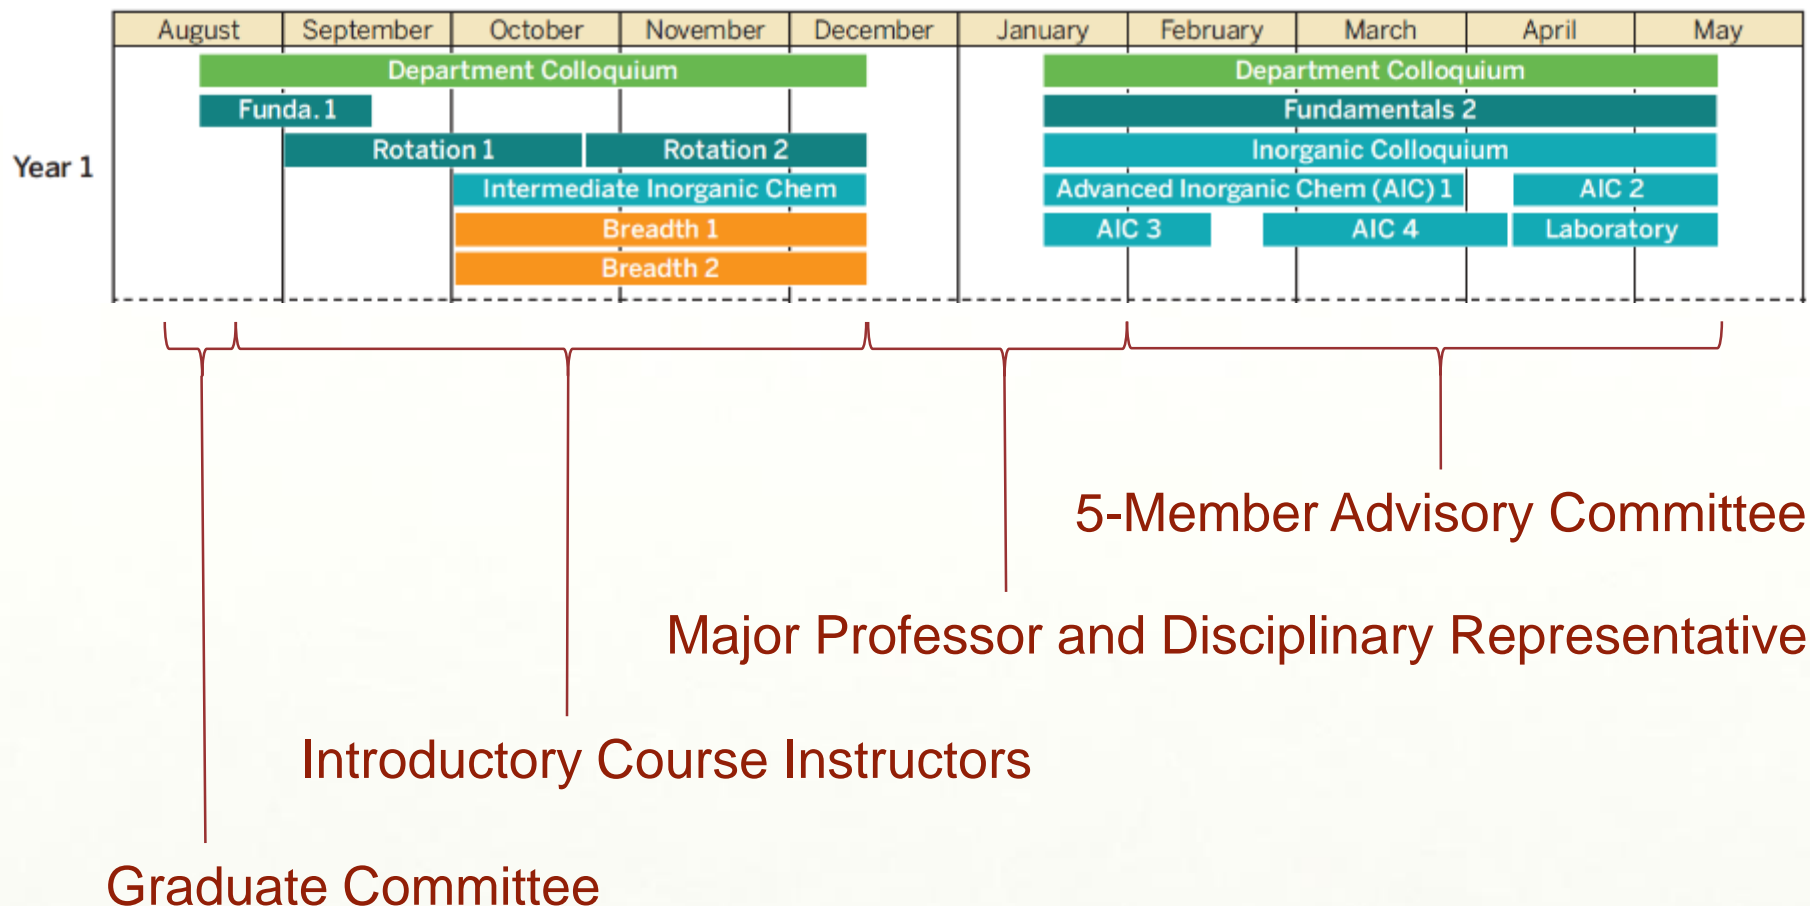 August September October November December January February March April May
Year 1
Department Colloquium Department Colloquium
Funda. 1 Fundamentals 2
Rotation 1 Rotation 2 Inorganic Colloquium
Intermediate Inorganic Chem Advanced Inorganic Chem (AIC) 1 AIC 2
Breadth 1 AIC 3 AIC 4 Laboratory
Breadth 2
5-Member Advisory Committee
Major Professor and Disciplinary Representative
Introductory Course Instructors
Graduate Committee